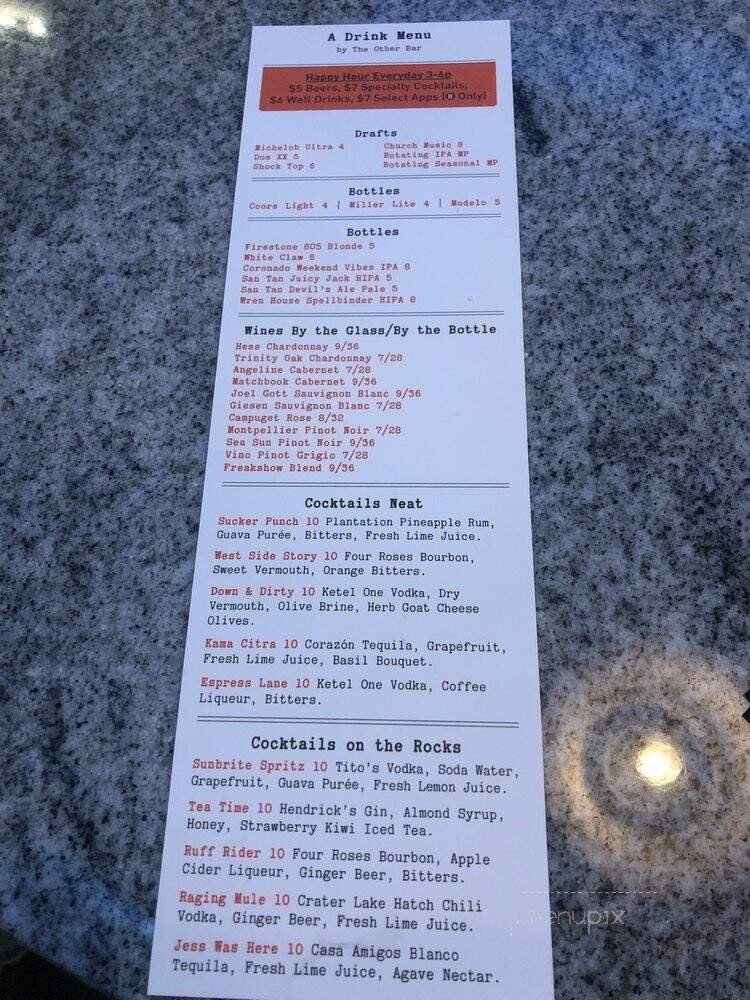 A Drink Menu
by The Other Bar
Happy Hour Everyday 3-6p
$5 Beers, $7 Specialty Cocktails,
$6 Well Drinks, $7 Select Apps (H Only)
Drafts
Michelob Ultra 4 Church Music 8
Dos XX 5 Rotating IPA MP
Shock Top 6 Rotating Seasonal MP
Bottles
Coors Light 4 | Miller Lite 4 | Modelo 5
Bottles
Firestone 805 Blonde 5
White Claw 6
Coronado Weekend Vibes IPA 8
San Tan Juicy Jack HIPA 5
San Tan Devil's Ale Pale 5
Wren House Spellbinder HIPA 8
Wines By the Glass/By the Bottle
Hess Chardonnay 9/36
Trinity Oak Chardonnay 7/28
Angeline Cabernet 7/28
Matchbook Cabernet 9/36
Joel Gott Sauvignon Blanc 9/36
Giesen Sauvignon Blanc 7/28
Campuget Rose 8/32
Montpellier Pinot Noir 7/28
Sea Sun Pinot Noir 9/36
Vino Pinot Grigio 7/28
Freakshow Blend 9/36
Cocktails Neat
Sucker Punch 10 Plantation Pineapple Rum,
Guava Purée, Bitters, Fresh Lime Juice.
West Side Story 10 Four Roses Bourbon,
Sweet Vermouth, Orange Bitters.
Down & Dirty 10 Ketel One Vodka, Dry
Vermouth, Olive Brine, Herb Goat Cheese
Olives.
Kama Citra 10 Corazón Tequila, Grapefruit,
Fresh Lime Juice, Basil Bouquet.
Espress Lane 10 Ketel One Vodka, Coffee
Liqueur, Bitters.
Cocktails on the Rocks
Sunbrite Spritz 10 Tito's Vodka, Soda Water,
Grapefruit, Guava Purée, Fresh Lemon Juice.
Tea Time 10 Hendrick's Gin, Almond Syrup,
Honey, Strawberry Kiwi Iced Tea.
Ruff Rider 10 Four Roses Bourbon, Apple
Cider Liqueur, Ginger Beer, Bitters.
Raging Mule 10 Crater Lake Hatch Chili
Vodka, Ginger Beer, Fresh Lime Juice.
Jess Was Here 10 Casa Amigos Blanco
Tequila, Fresh Lime Juice, Agave Nectar.
menupix